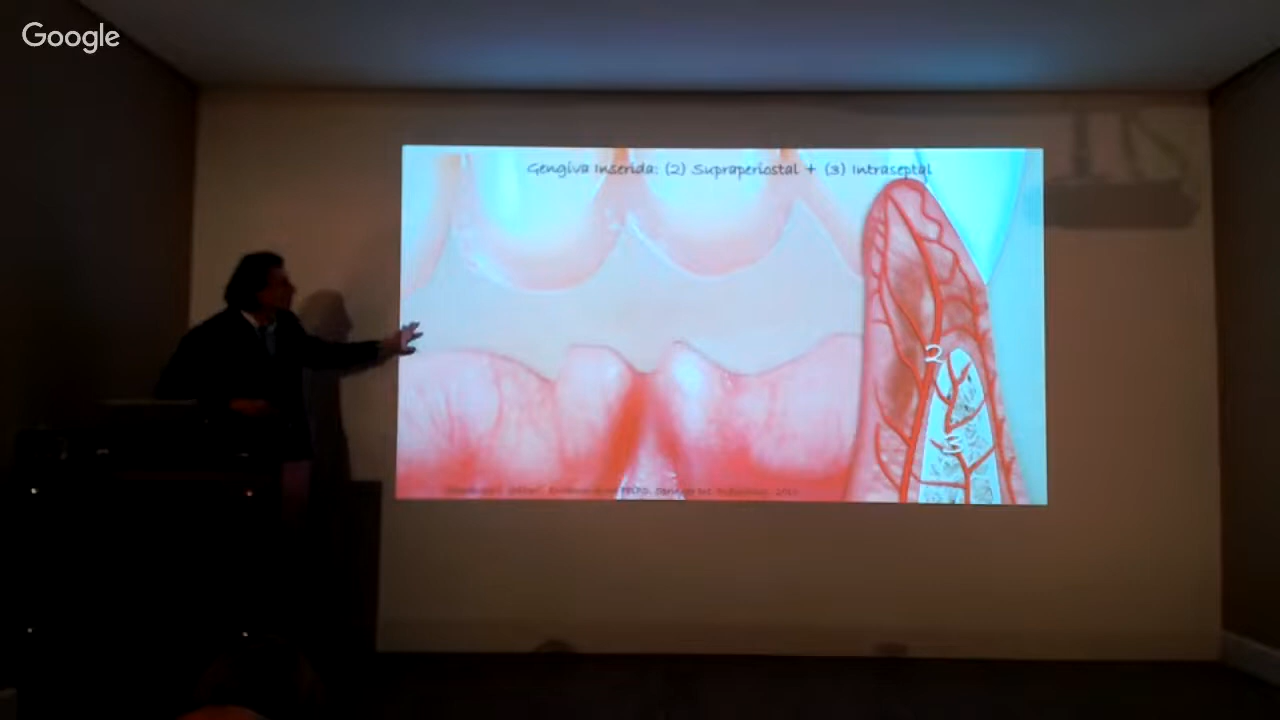 Google
Gengiva Inserida: (2) Supraperiostal + (3) Intraseptal
2
3